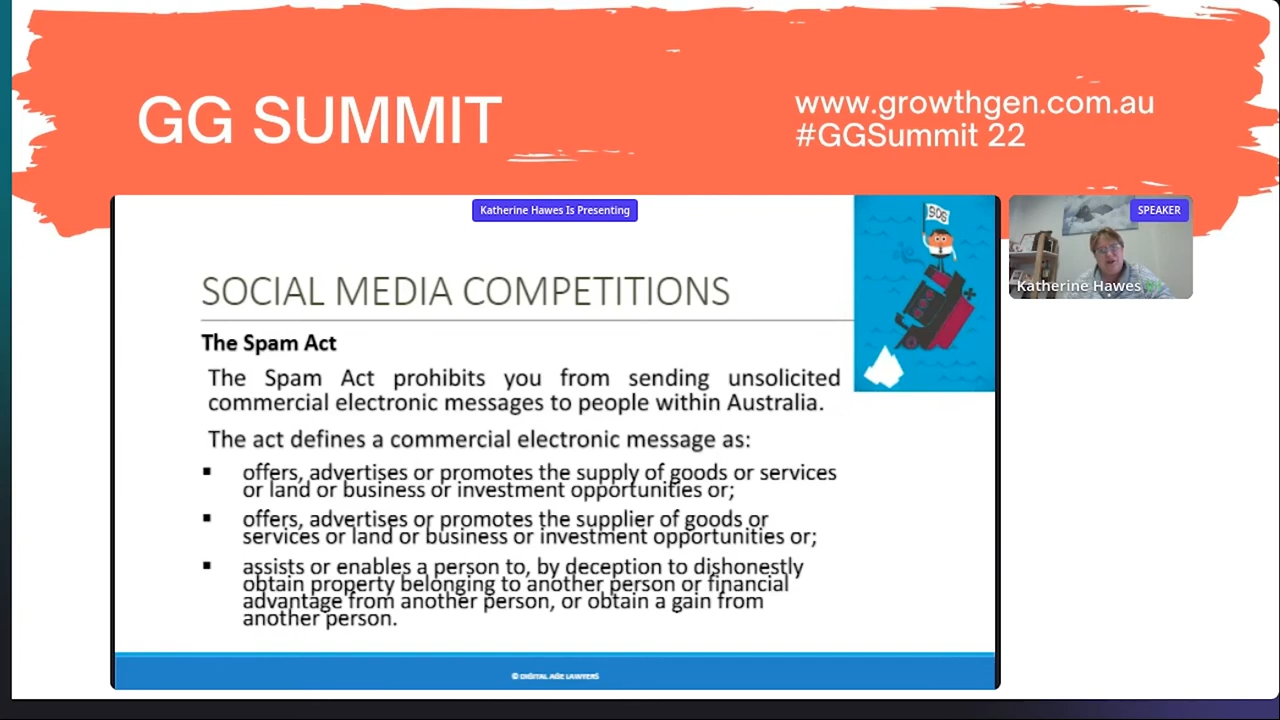 GG SUMMIT
www.growthgen.com.au
#GGSummit 22
Katherine Hawes Is Presenting
SOS
SPEAKER
Katherine Hawes
SOCIAL MEDIA COMPETITIONS
The Spam Act
The Spam Act prohibits you from sending unsolicited
commercial electronic messages to people within Australia.
The act defines a commercial electronic message as:
▪ offers, advertises or promotes the supply of goods or services
or land or business or investment opportunities or;
▪ offers, advertises or promotes the supplier of goods or
services or land or business or investment opportunities or;
▪ assists or enables a person to, by deception to dishonestly
obtain property belonging to another person or financial
advantage from another person, or obtain a gain from
another person.
© DIGITAL AGE LAWYERS